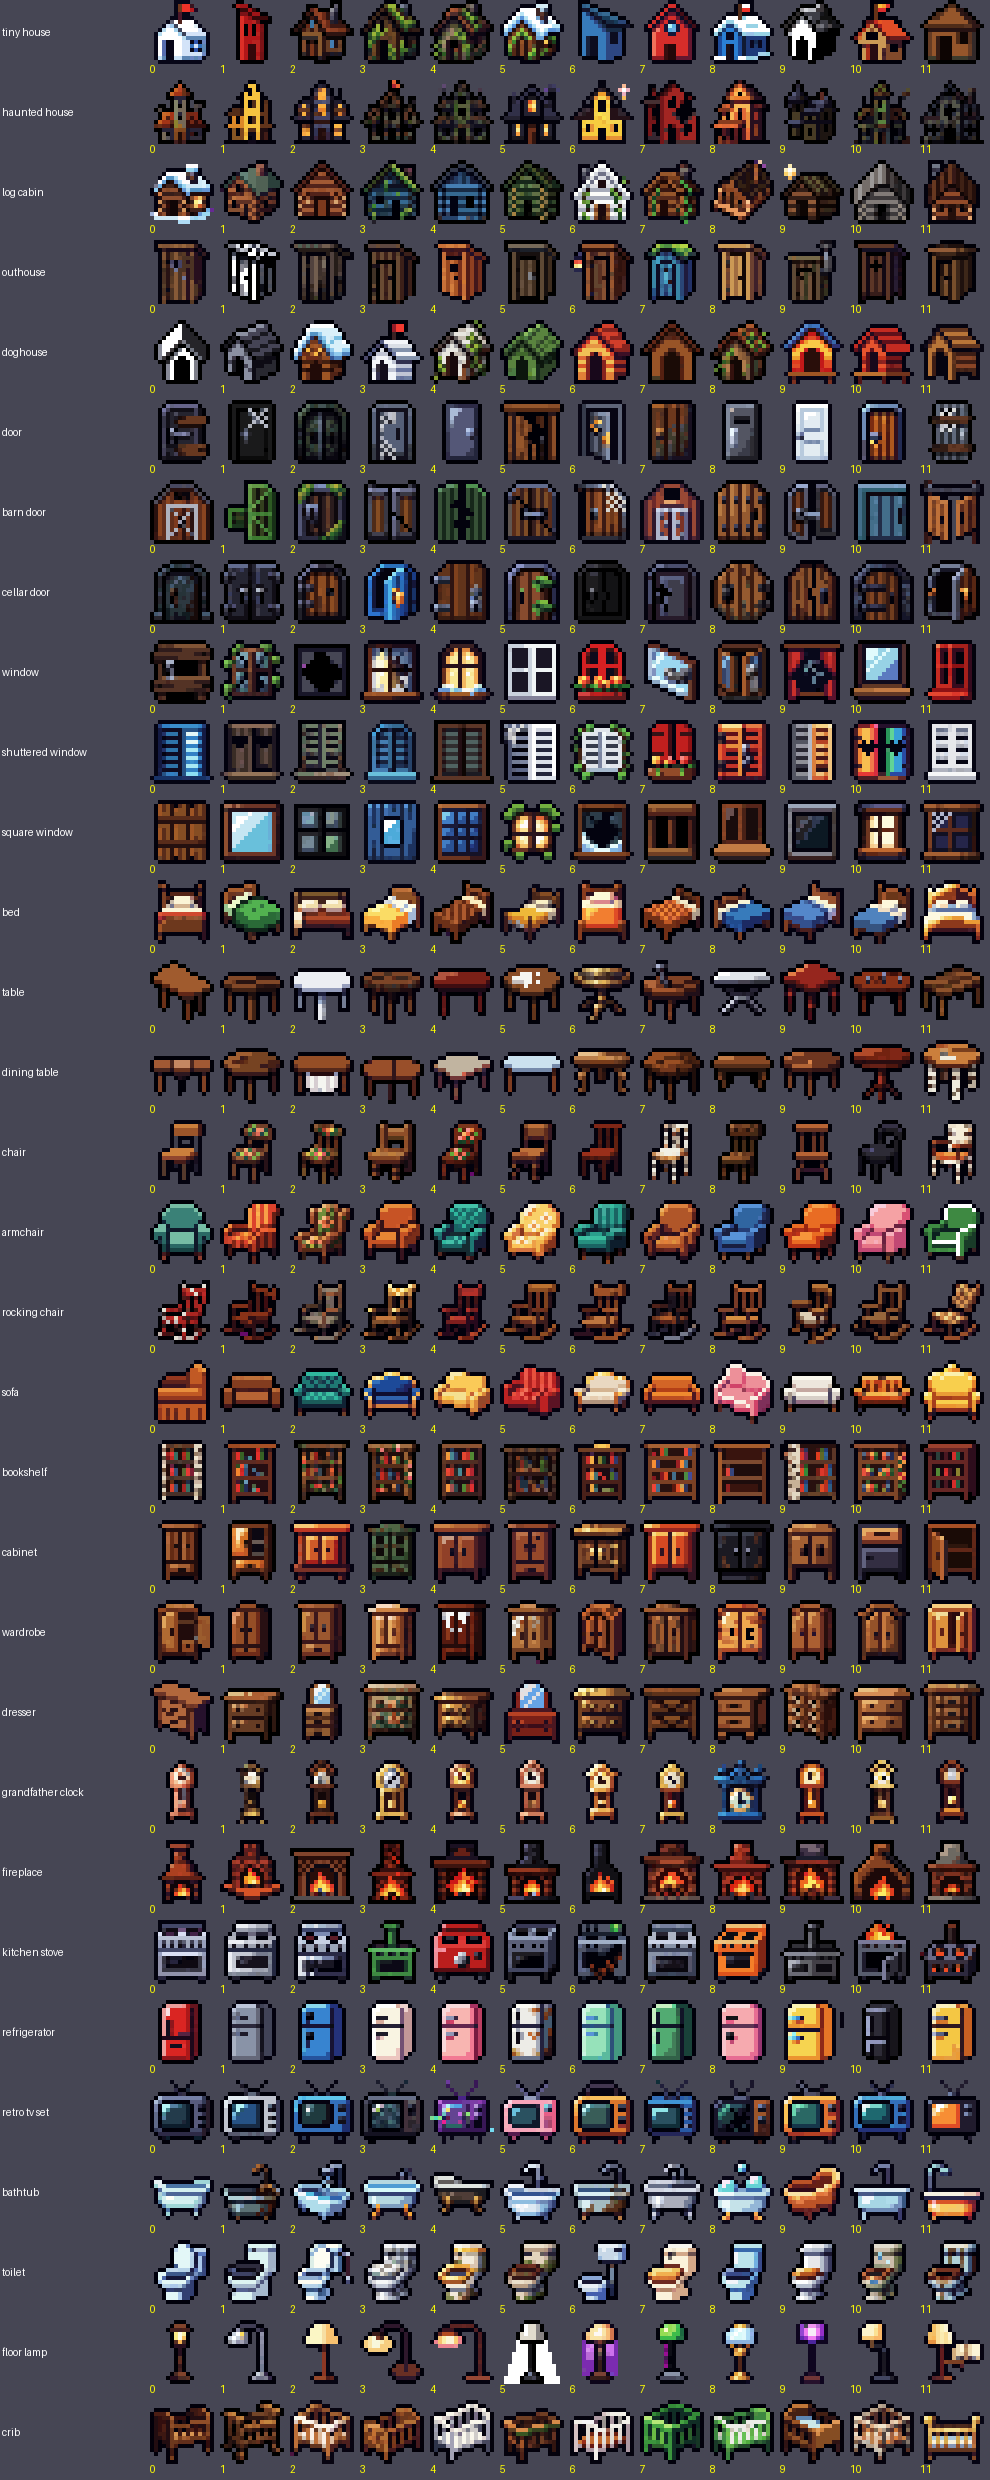 tiny house
0 1 2 3 4 5 6 7 8 9 10 11
haunted house
0 1 2 3 4 5 6 7 8 9 10 11
log cabin
0 1 2 3 4 5 6 7 8 9 10 11
outhouse
0 1 2 3 4 5 6 7 8 9 10 11
doghouse
0 1 2 3 4 5 6 7 8 9 10 11
door
0 1 2 3 4 5 6 7 8 9 10 11
barn door
0 1 2 3 4 5 6 7 8 9 10 11
cellar door
0 1 2 3 4 5 6 7 8 9 10 11
window
0 1 2 3 4 5 6 7 8 9 10 11
shuttered window
0 1 2 3 4 5 6 7 8 9 10 11
square window
0 1 2 3 4 5 6 7 8 9 10 11
bed
0 1 2 3 4 5 6 7 8 9 10 11
table
0 1 2 3 4 5 6 7 8 9 10 11
dining table
0 1 2 3 4 5 6 7 8 9 10 11
chair
0 1 2 3 4 5 6 7 8 9 10 11
armchair
0 1 2 3 4 5 6 7 8 9 10 11
rocking chair
0 1 2 3 4 5 6 7 8 9 10 11
sofa
0 1 2 3 4 5 6 7 8 9 10 11
bookshelf
0 1 2 3 4 5 6 7 8 9 10 11
cabinet
0 1 2 3 4 5 6 7 8 9 10 11
wardrobe
0 1 2 3 4 5 6 7 8 9 10 11
dresser
0 1 2 3 4 5 6 7 8 9 10 11
grandfather clock
0 1 2 3 4 5 6 7 8 9 10 11
fireplace
0 1 2 3 4 5 6 7 8 9 10 11
kitchen stove
0 1 2 3 4 5 6 7 8 9 10 11
refrigerator
0 1 2 3 4 5 6 7 8 9 10 11
retro tv set
0 1 2 3 4 5 6 7 8 9 10 11
bathtub
0 1 2 3 4 5 6 7 8 9 10 11
toilet
0 1 2 3 4 5 6 7 8 9 10 11
floor lamp
0 1 2 3 4 5 6 7 8 9 10 11
crib
0 1 2 3 4 5 6 7 8 9 10 11